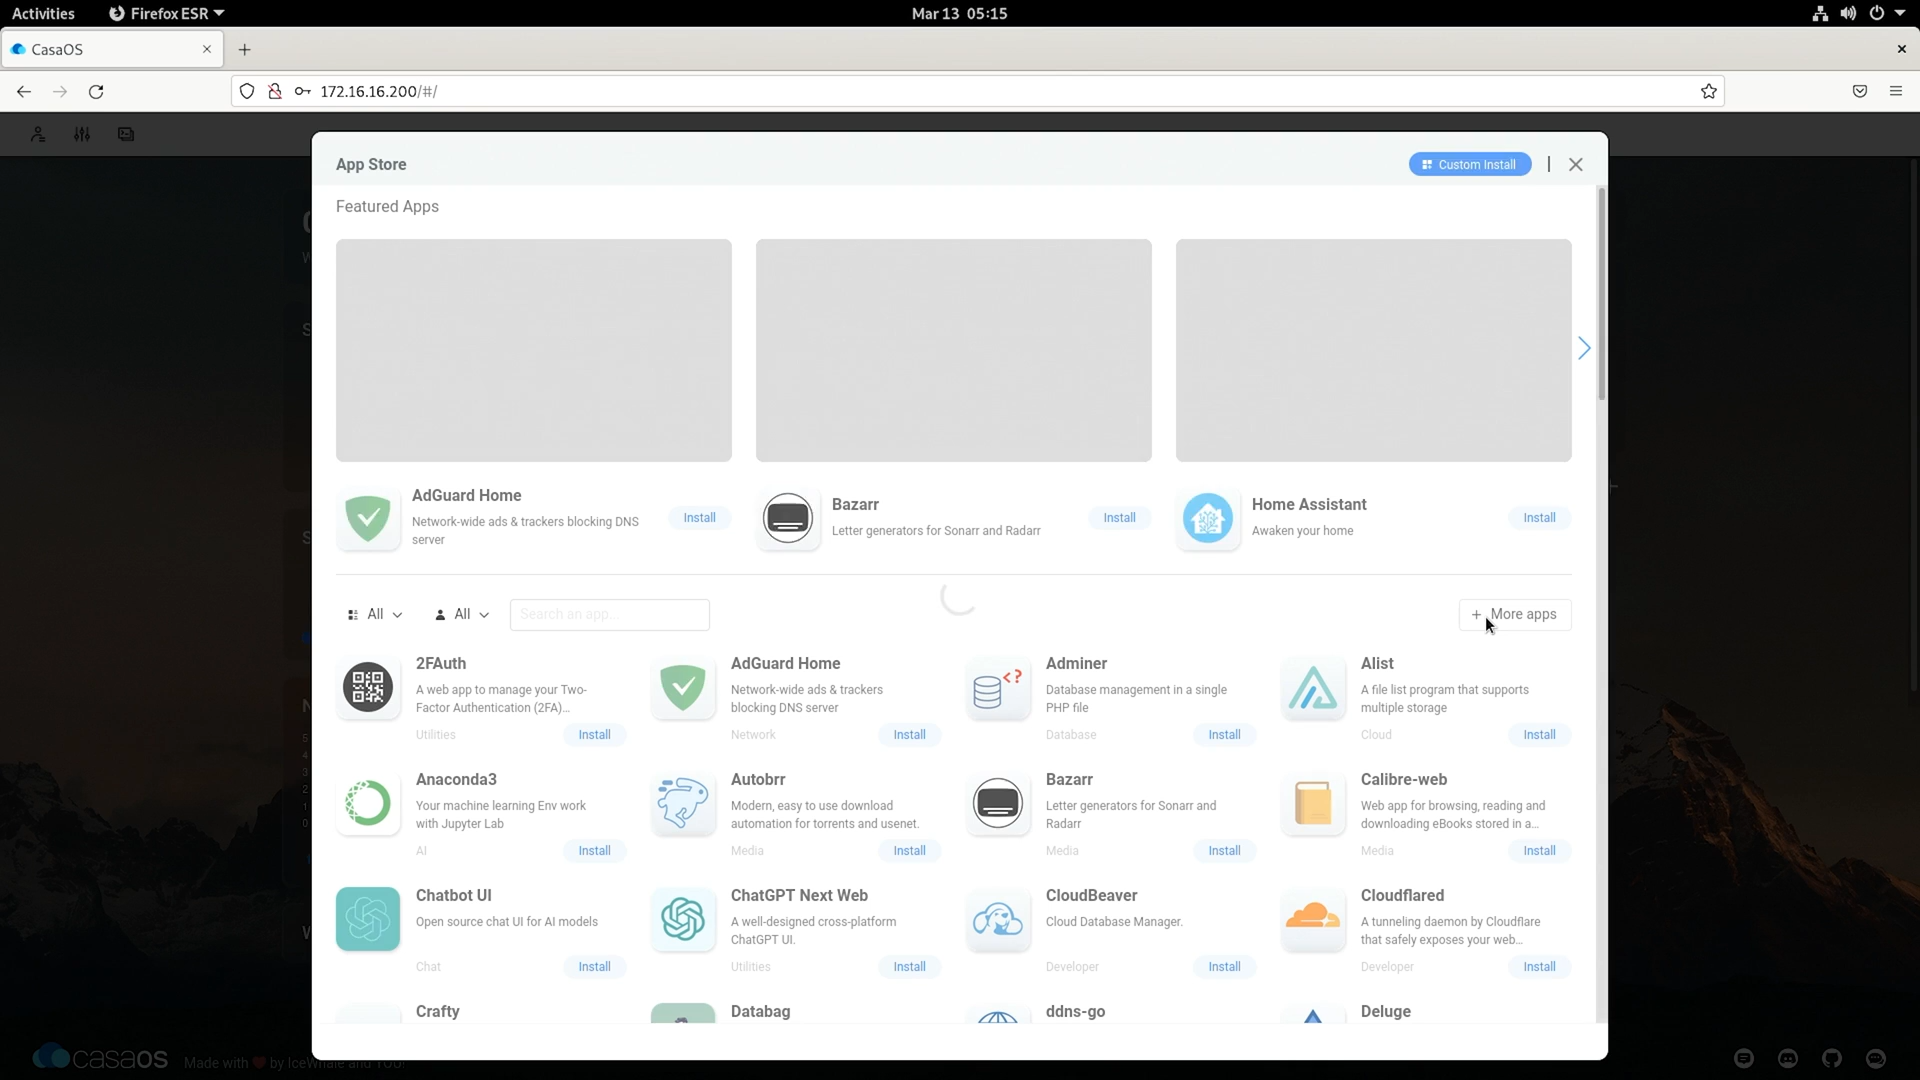 Activities
Firefox ESR
Mar 13 05:15
CasaOS
172.16.16.200/#/
App Store
Custom Install
Featured Apps
AdGuard Home
Network-wide ads & trackers blocking DNS
server
Install
Bazarr
Letter generators for Sonarr and Radarr
Install
Home Assistant
Awaken your home
Install
All
All
Search an app...
More apps
2FAuth
A web app to manage your Two-
Factor Authentication (2FA)...
Utilities
Install
AdGuard Home
Network-wide ads & trackers
blocking DNS server
Network
Install
Adminer
Database management in a single
PHP file
Database
Install
Alist
A file list program that supports
multiple storage
Cloud
Install
Anaconda3
Your machine learning Env work
with Jupyter Lab
AI
Install
Autobrr
Modern, easy to use download
automation for torrents and usenet.
Media
Install
Bazarr
Letter generators for Sonarr and
Radarr
Media
Install
Calibre-web
Web app for browsing, reading and
downloading eBooks stored in a...
Media
Install
Chatbot UI
Open source chat UI for AI models
Chat
Install
ChatGPT Next Web
A well-designed cross-platform
ChatGPT UI.
Utilities
Install
CloudBeaver
Cloud Database Manager.
Developer
Install
Cloudflared
A tunneling daemon by Cloudflare
that safely exposes your web...
Developer
Install
Crafty
Databag
ddns-go
Deluge
casaos
Made with ❤ by IceWhale and YOU!